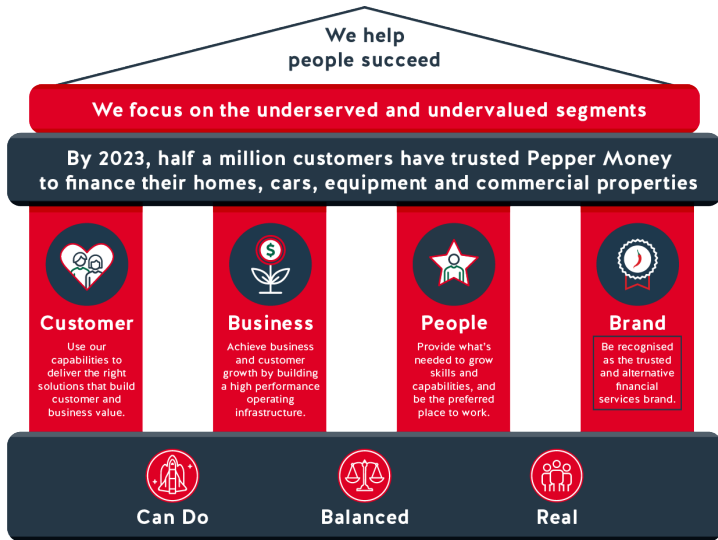 We help
people succeed
We focus on the underserved and undervalued segments
By 2023, half a million customers have trusted Pepper Money
to finance their homes, cars, equipment and commercial properties
$
Customer
Use our
capabilities to
deliver the right
solutions that build
customer and
business value.
Business
Achieve business
and customer
growth by building
a high performance
operating
infrastructure.
People
Provide what's
needed to grow
skills and
capabilities, and
be the preferred
place to work.
Brand
Be recognised
as the trusted
and alternative
financial
services brand.
Can Do
Balanced
Real